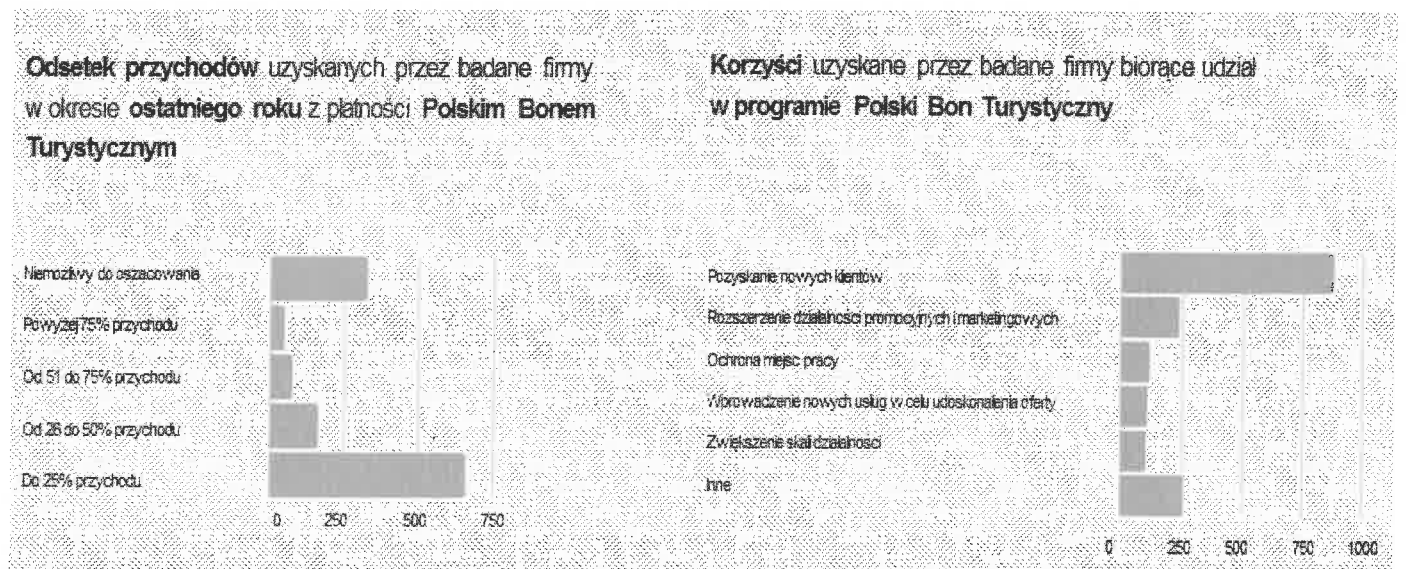 Odsetek przychodów uzyskanych przez badane firmy
w okresie ostatniego roku z płatności Polskim Bonem
Turystycznym
Niemożliwy do oszacowania
Powyżej 75% przychodu
Od 51 do 75% przychodu
Od 26 do 50% przychodu
Do 25% przychodu
0 250 500 750
Korzyści uzyskane przez badane firmy biorące udział
w programie Polski Bon Turystyczny
Pozyskanie nowych klientów
Rozszerzenie działalności promocyjnych i marketingowych
Ochrona miejsc pracy
Wprowadzenie nowych usług w celu udoskonalenia oferty
Zwiększenie skali działalności
Inne
0 250 500 750 1000